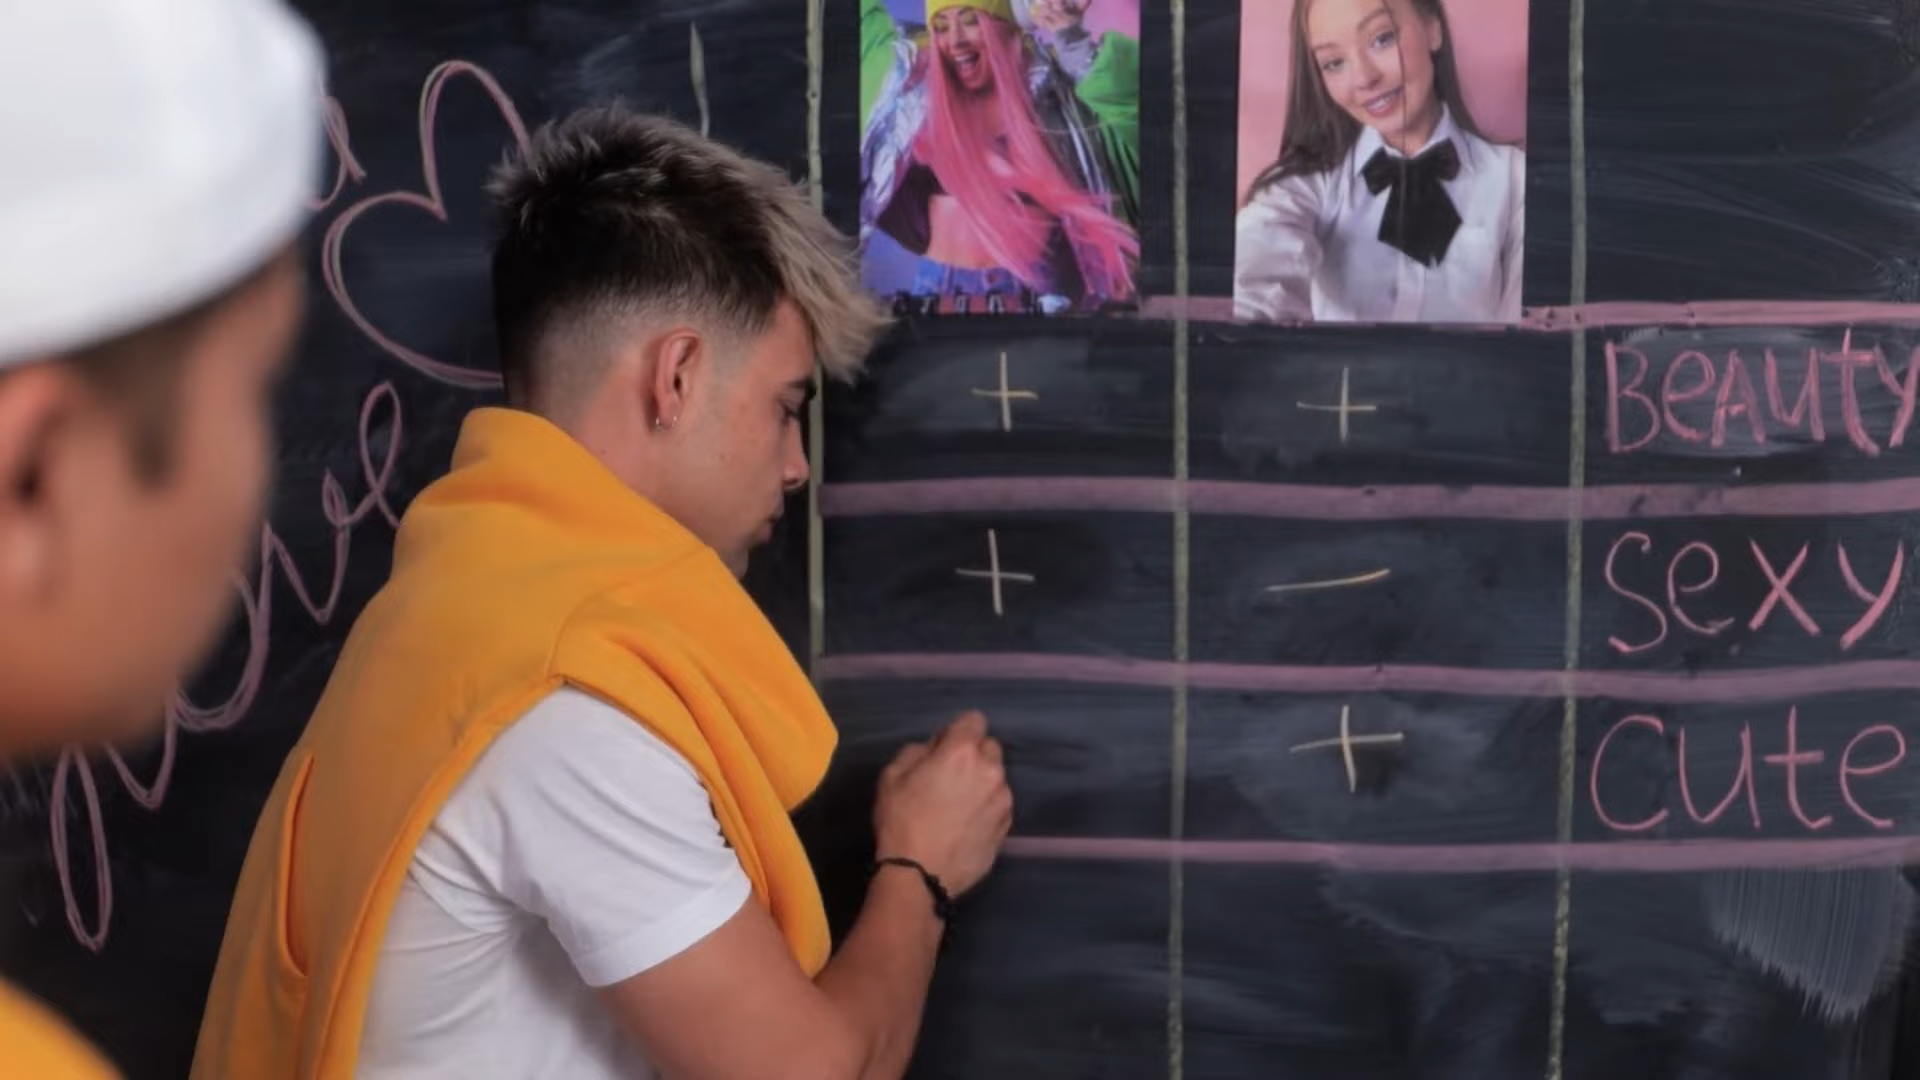 + + BEAUTY
+ − Sexy
+ Cute